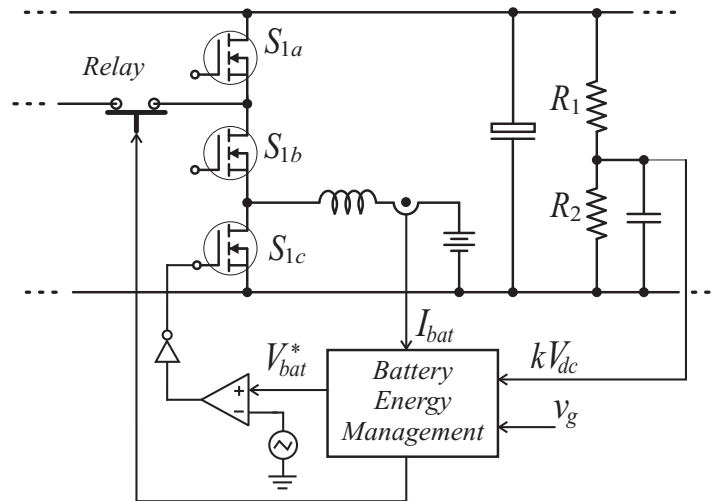 S1a
Relay
R1
S1b
R2
S1c
Ibat
V*bat
kVdc
Battery
Energy
Management
vg
+
−